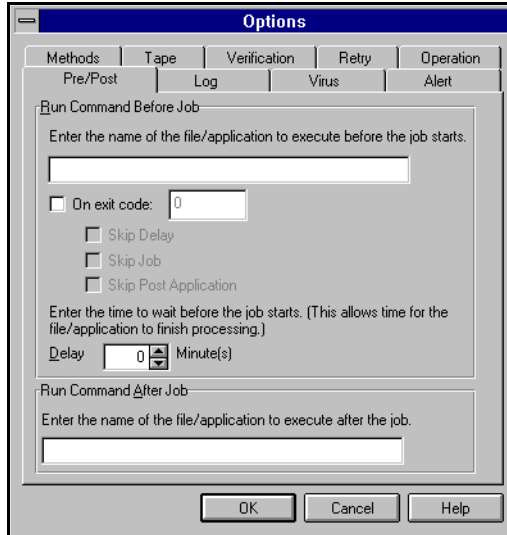 Options
Methods Tape Verification Retry Operation
Pre/Post Log Virus Alert
Run Command Before Job
Enter the name of the file/application to execute before the job starts.
On exit code: 0
Skip Delay
Skip Job
Skip Post Application
Enter the time to wait before the job starts. (This allows time for the
file/application to finish processing.)
Delay 0 Minute(s)
Run Command After Job
Enter the name of the file/application to execute after the job.
OK Cancel Help